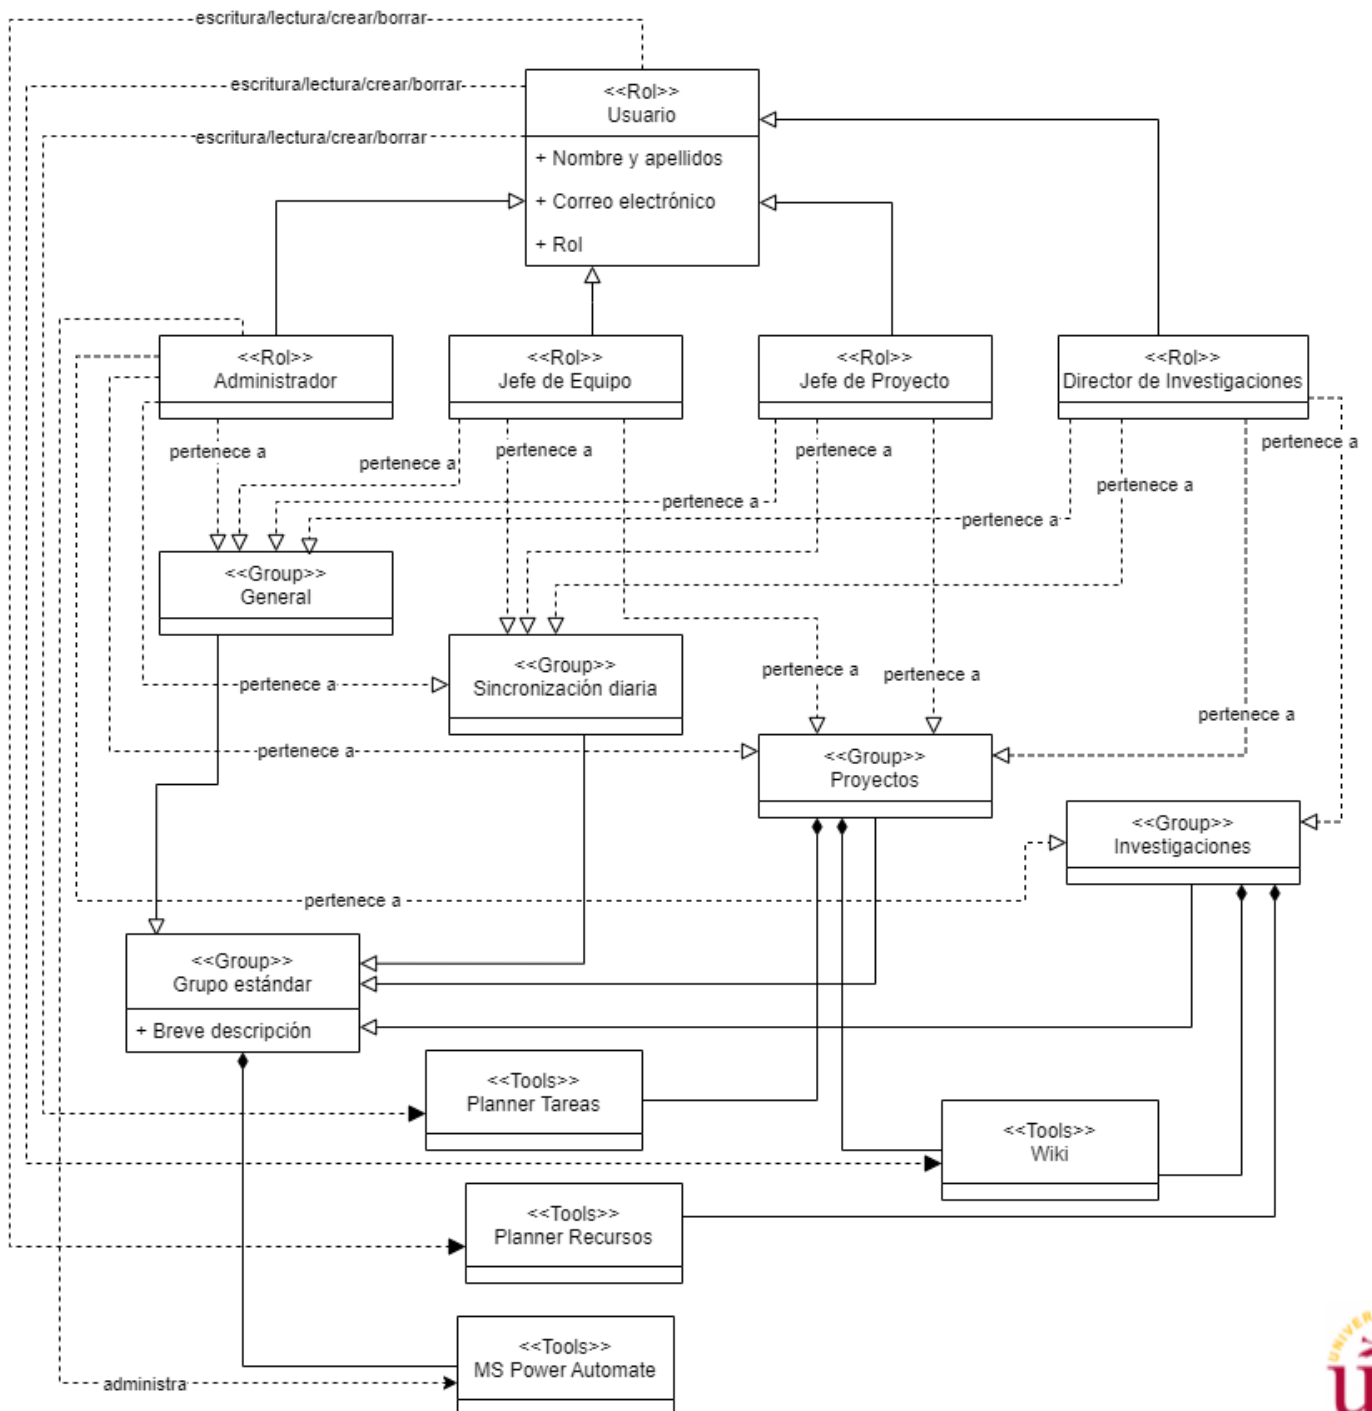 escritura/lectura/crear/borrar
escritura/lectura/crear/borrar
escritura/lectura/crear/borrar
<<Rol>>
Usuario
+ Nombre y apellidos
+ Correo electrónico
+ Rol
<<Rol>>
Administrador
<<Rol>>
Jefe de Equipo
<<Rol>>
Jefe de Proyecto
<<Rol>>
Director de Investigaciones
pertenece a
pertenece a
pertenece a
pertenece a
pertenece a
pertenece a
pertenece a
pertenece a
<<Group>>
General
<<Group>>
Sincronización diaria
pertenece a
pertenece a
pertenece a
pertenece a
pertenece a
<<Group>>
Proyectos
<<Group>>
Investigaciones
pertenece a
<<Group>>
Grupo estándar
+ Breve descripción
<<Tools>>
Planner Tareas
<<Tools>>
Wiki
<<Tools>>
Planner Recursos
<<Tools>>
MS Power Automate
administra
UNIVER